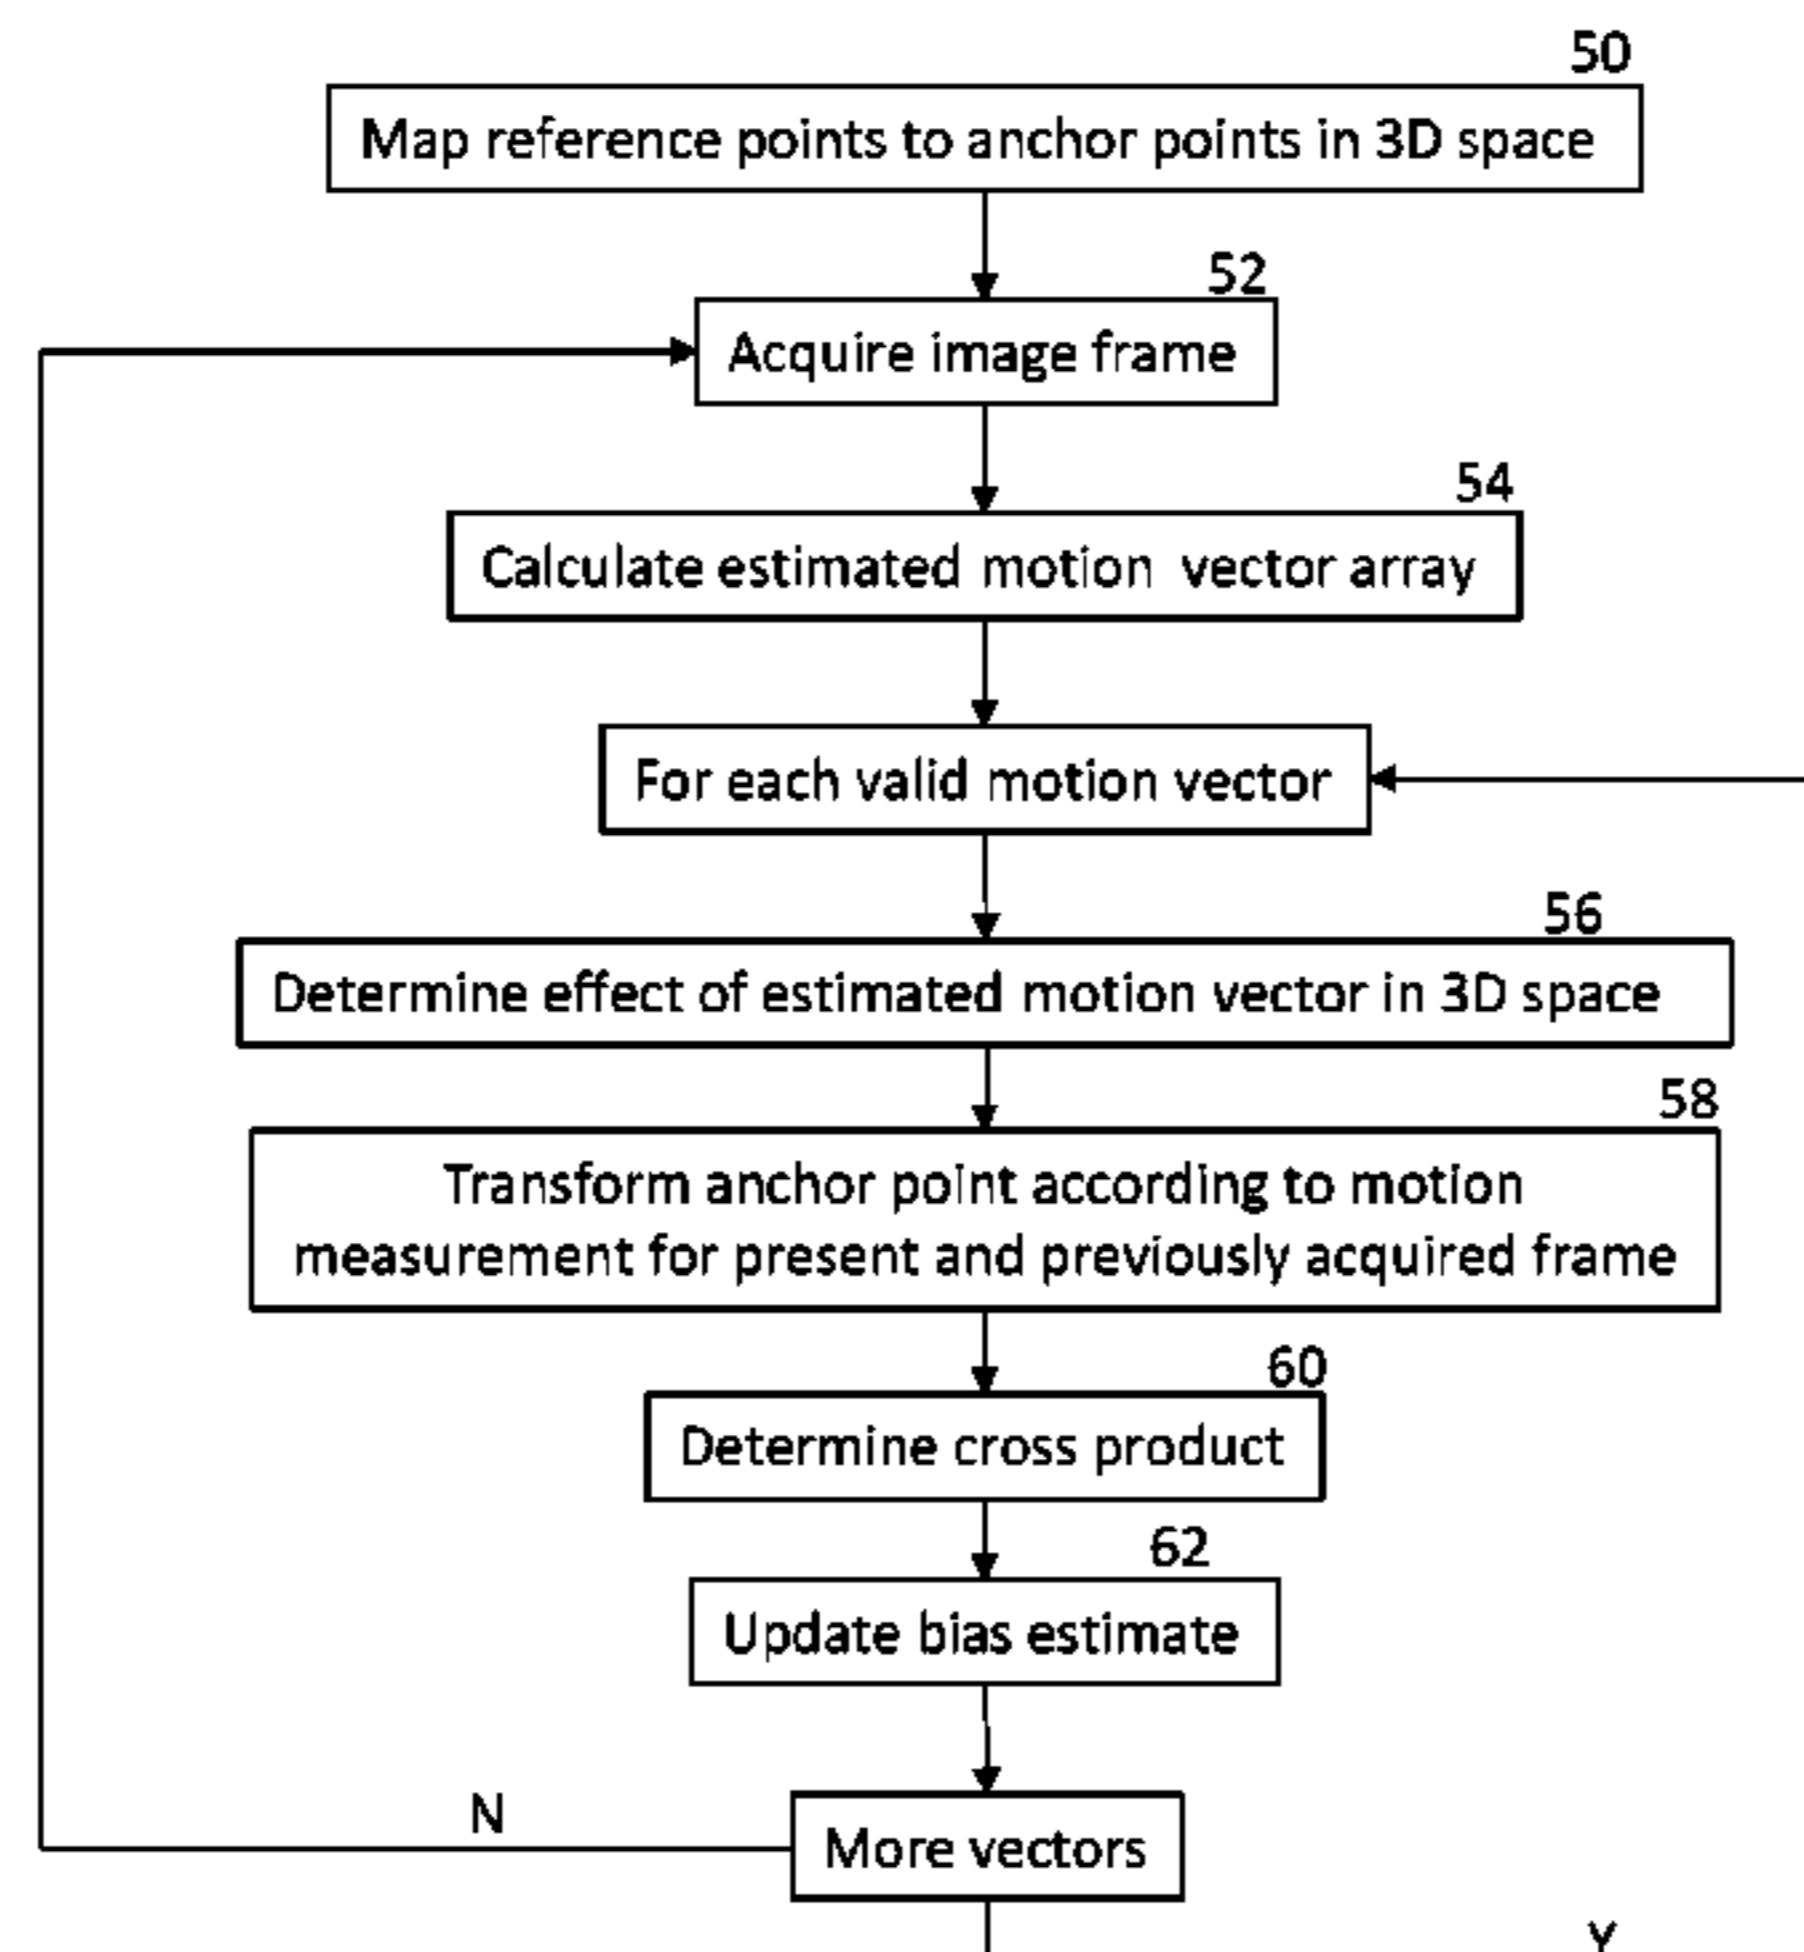 50
Map reference points to anchor points in 3D space
52
Acquire image frame
54
Calculate estimated motion vector array
For each valid motion vector
56
Determine effect of estimated motion vector in 3D space
58
Transform anchor point according to motion
measurement for present and previously acquired frame
60
Determine cross product
62
Update bias estimate
N
More vectors
Y